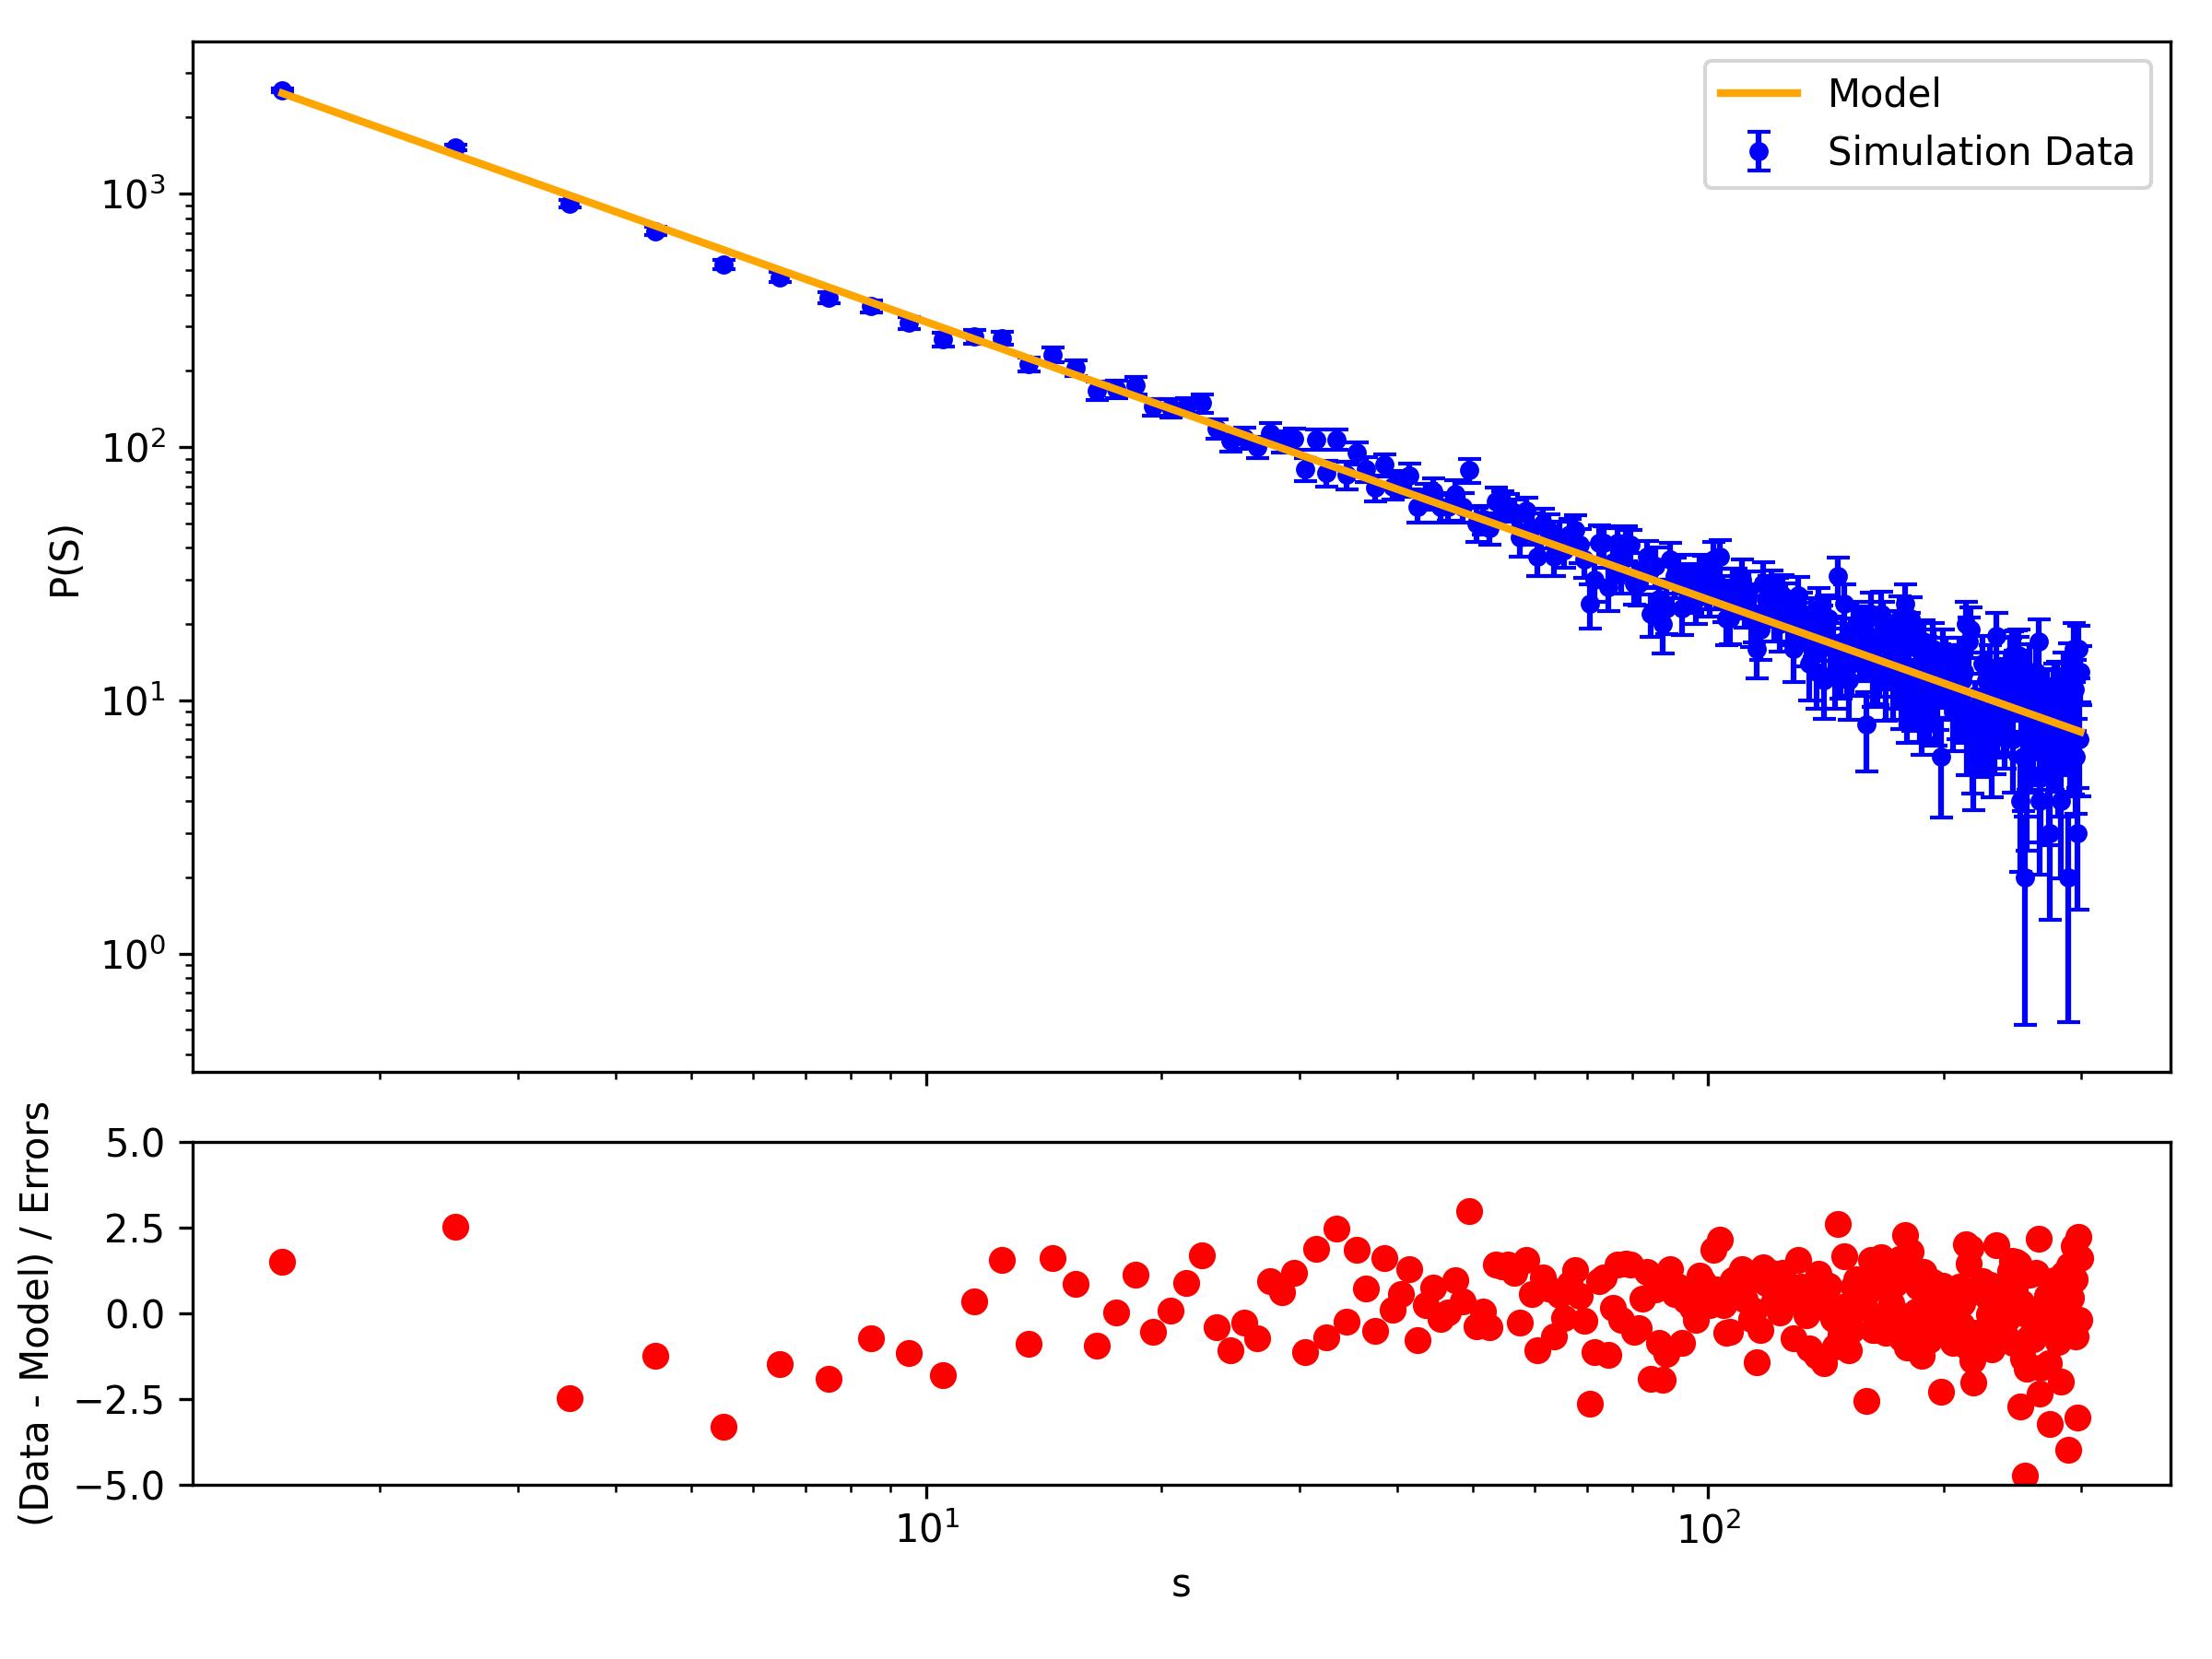 Model
Simulation Data
P(S)
10³
10²
10¹
10⁰
(Data - Model) / Errors
5.0
2.5
0.0
−2.5
−5.0
10¹
10²
s